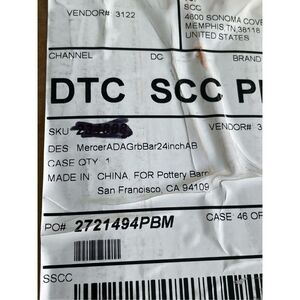 VENDOR# 3122
SCC
4600 SONOMA COVE
MEMPHIS, TN, 38118
UNITED STATES
CHANNEL DC BRAND
DTC SCC P
SKU VENDOR# 3
DES MercerADAGrbBar24inchAB
CASE QTY 1
MADE IN CHINA, FOR Pottery Bar
San Francisco, CA 94109
PO# 2721494PBM
CASE 46 OF
SSCC